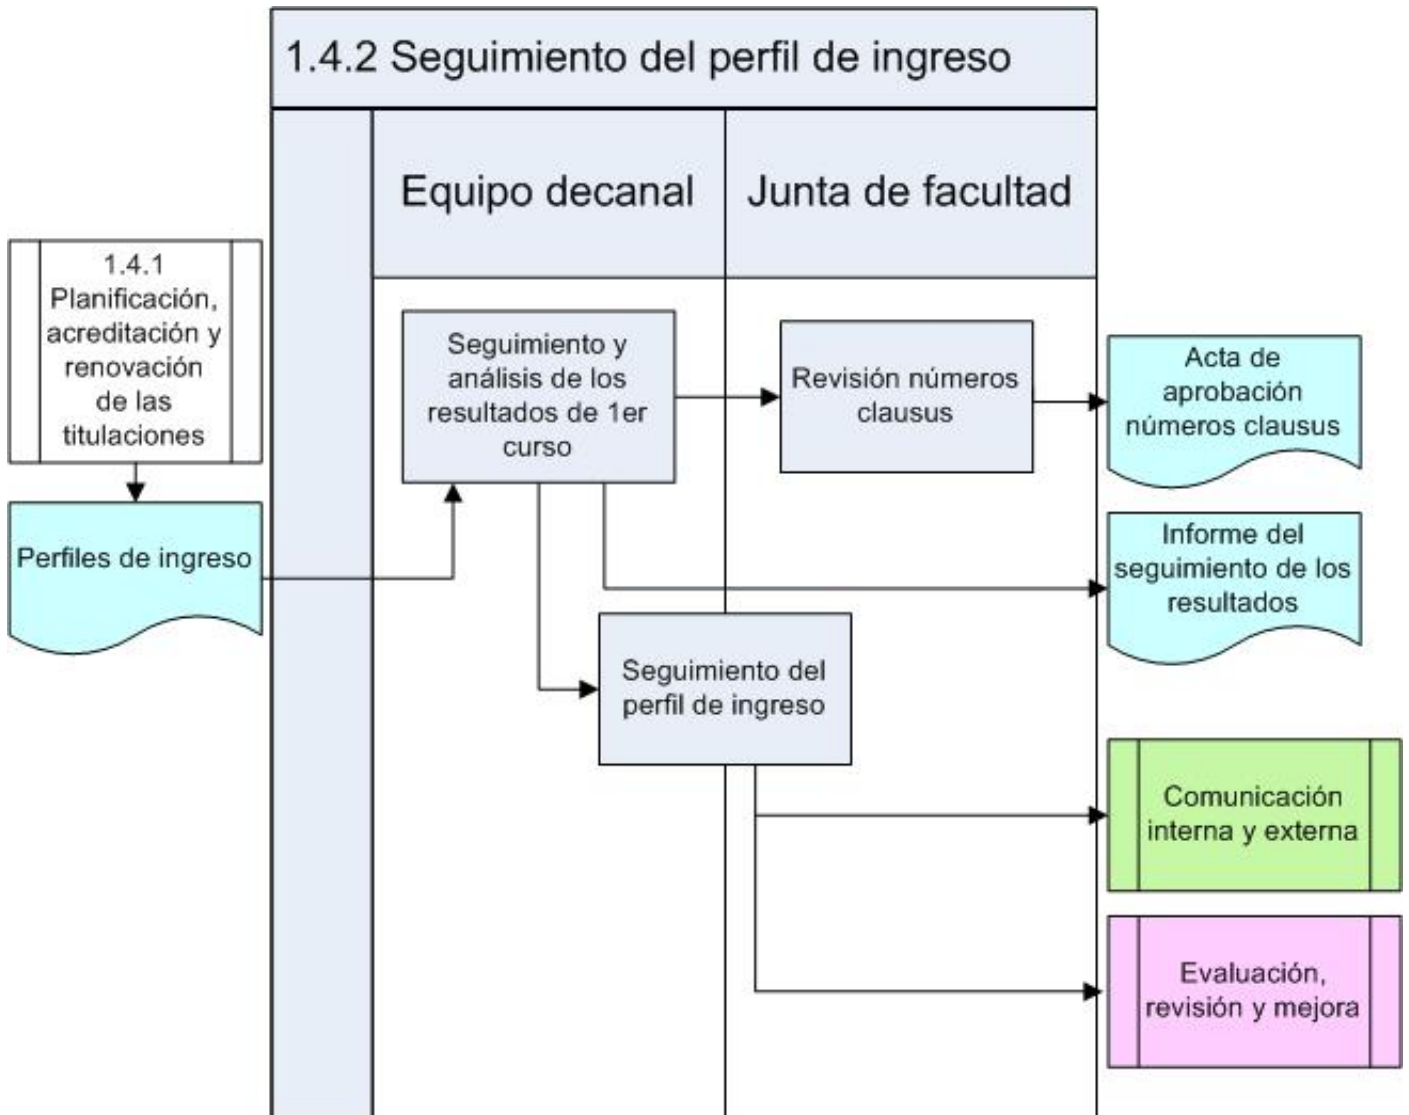 1.4.2 Seguimiento del perfil de ingreso
Equipo decanal
Junta de facultad
1.4.1
Planificación,
acreditación y
renovación
de las
titulaciones
Perfiles de ingreso
Seguimiento y
análisis de los
resultados de 1er
curso
Revisión números
clausus
Acta de
aprobación
números clausus
Informe del
seguimiento de los
resultados
Seguimiento del
perfil de ingreso
Comunicación
interna y externa
Evaluación,
revisión y mejora